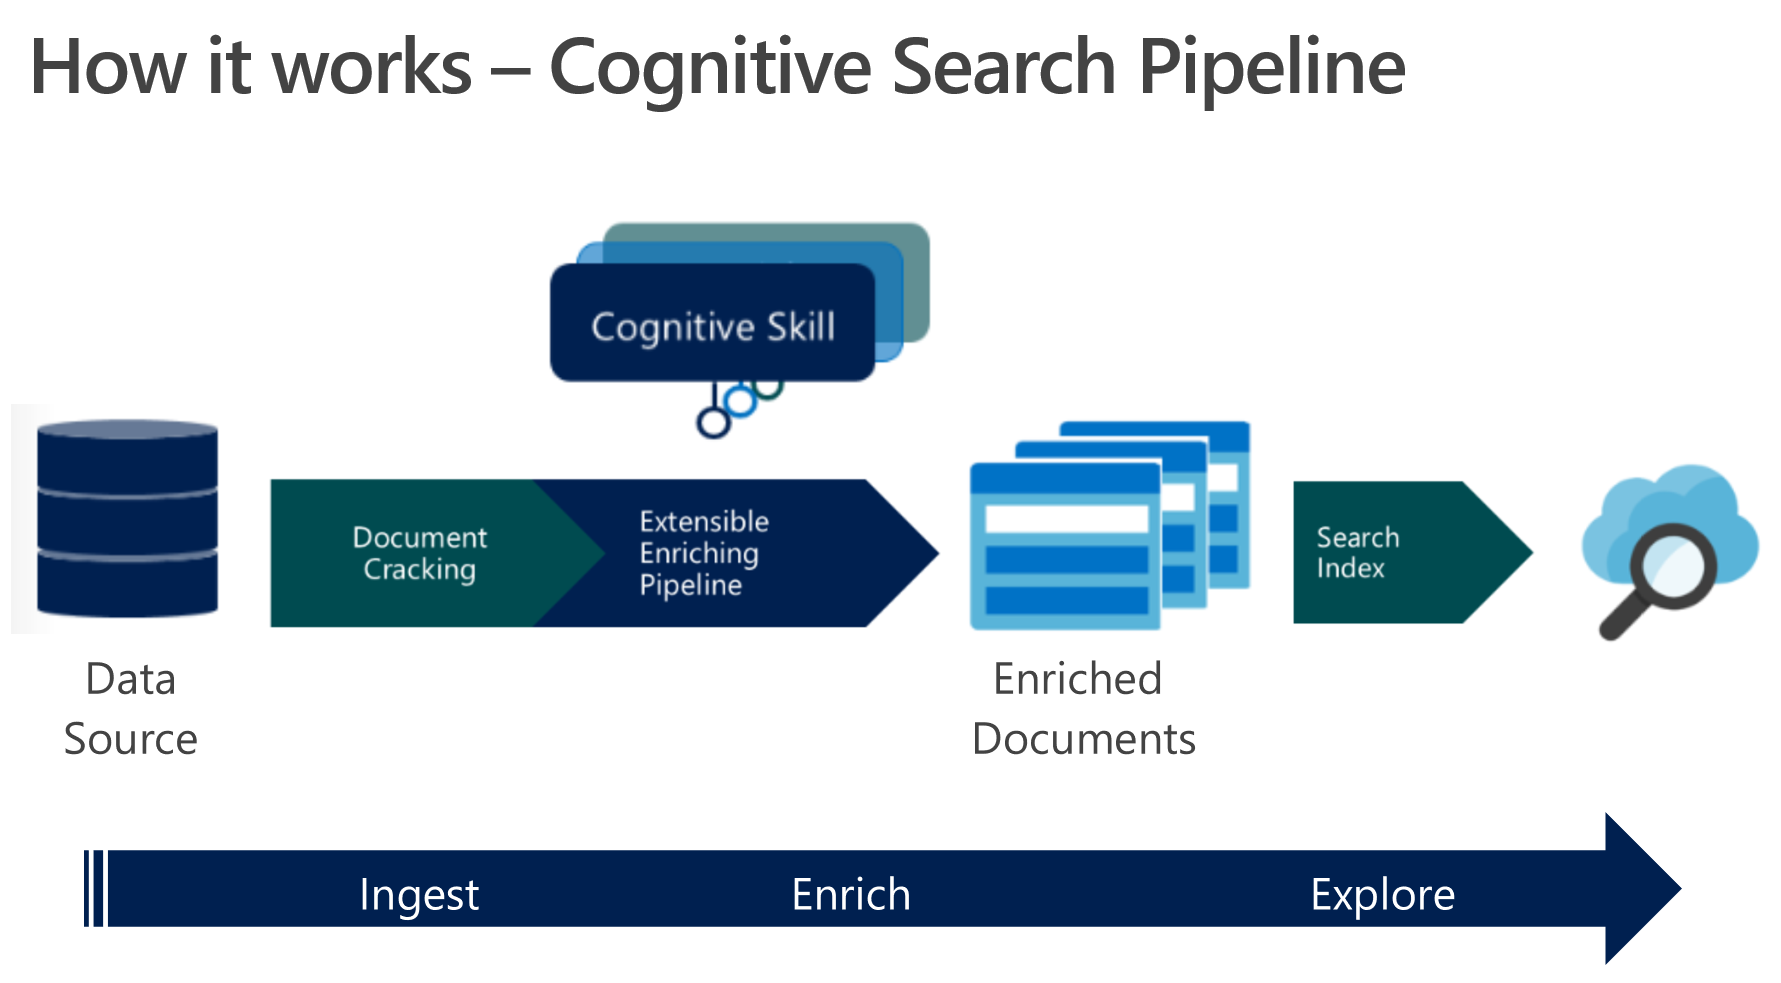 How it works – Cognitive Search Pipeline
Cognitive Skill
Document
Cracking
Extensible
Enriching
Pipeline
Search
Index
Data
Source
Enriched
Documents
Ingest
Enrich
Explore